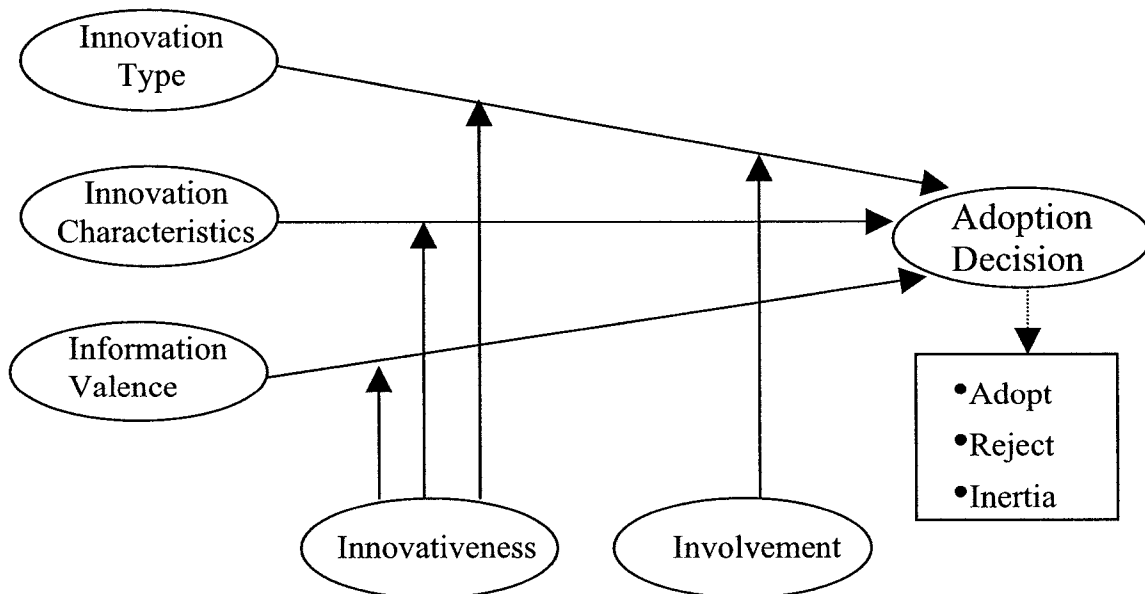 Innovation
Type
Innovation
Characteristics
Information
Valence
Adoption
Decision
•Adopt
•Reject
•Inertia
Innovativeness
Involvement